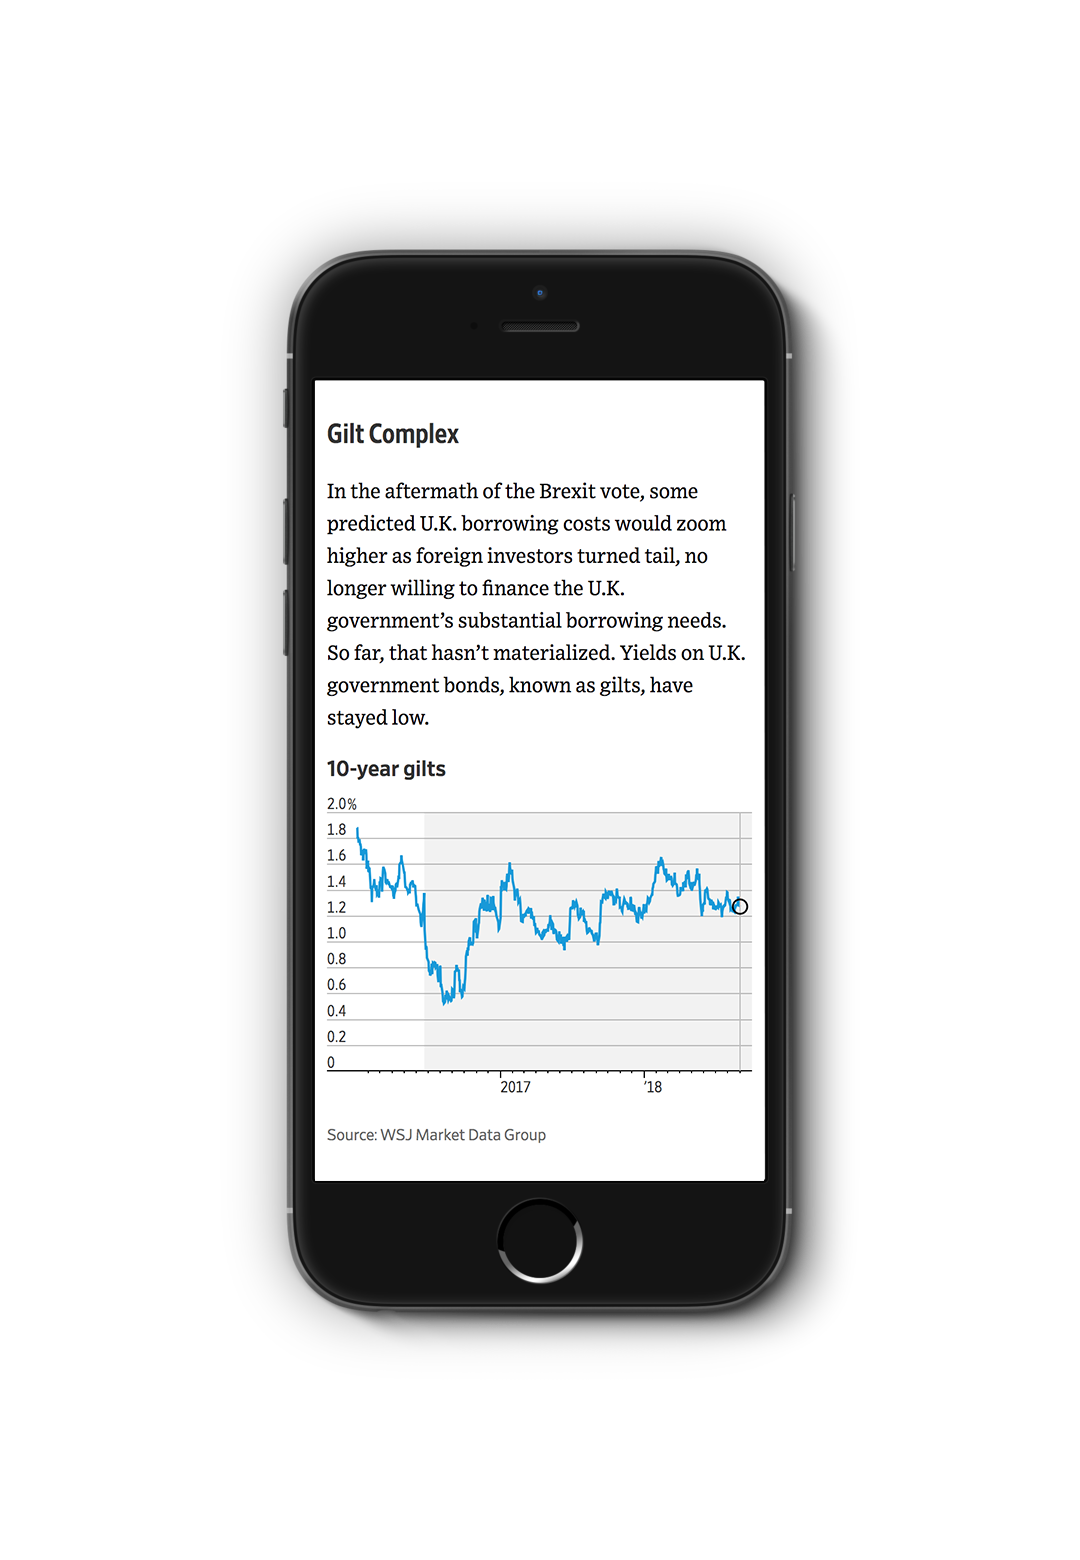 Gilt Complex
In the aftermath of the Brexit vote, some
predicted U.K. borrowing costs would zoom
higher as foreign investors turned tail, no
longer willing to finance the U.K.
government’s substantial borrowing needs.
So far, that hasn’t materialized. Yields on U.K.
government bonds, known as gilts, have
stayed low.
10-year gilts
2.0%
1.8
1.6
1.4
1.2
1.0
0.8
0.6
0.4
0.2
0
2017 ’18
Source: WSJ Market Data Group